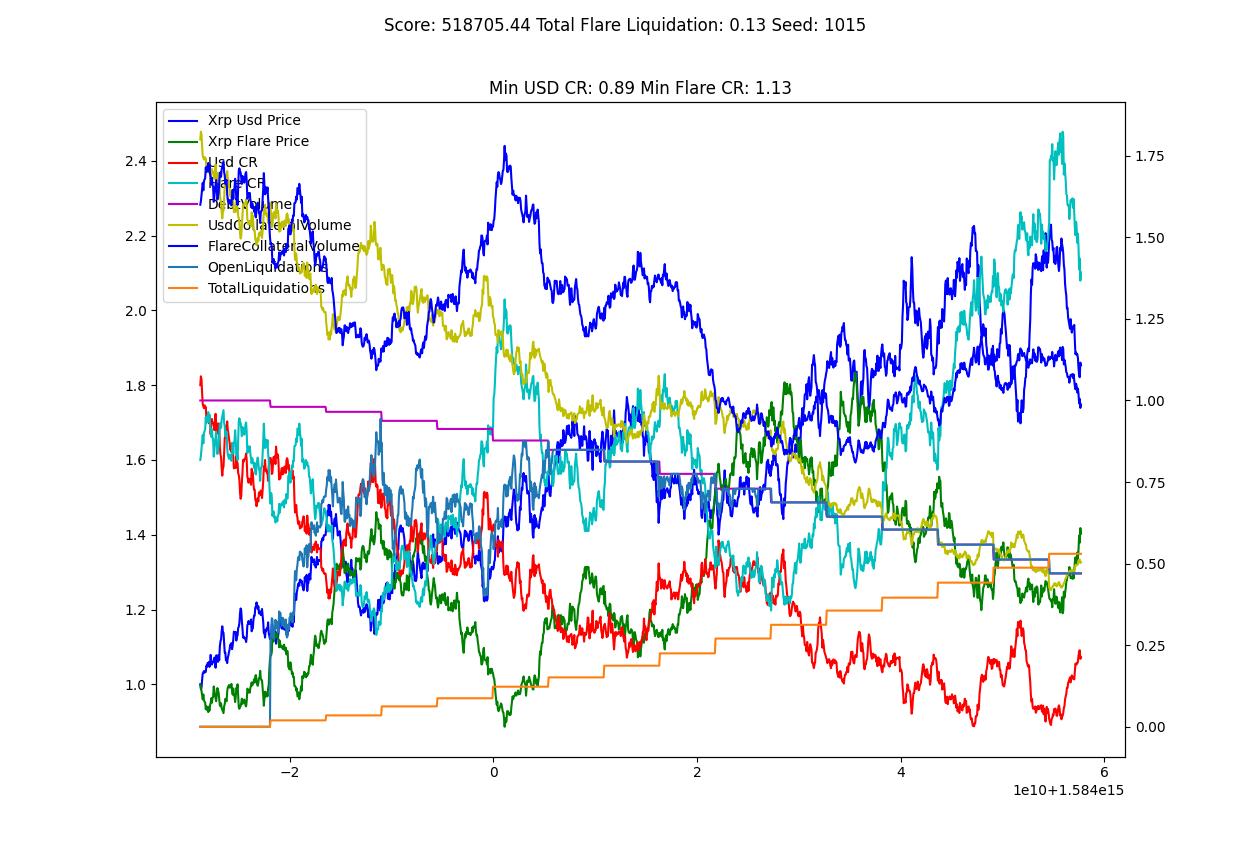 Score: 518705.44 Total Flare Liquidation: 0.13 Seed: 1015
Min USD CR: 0.89 Min Flare CR: 1.13
Xrp Usd Price
Xrp Flare Price
Usd CR
Flare CR
DebtVolume
UsdCollateralVolume
FlareCollateralVolume
OpenLiquidations
TotalLiquidations
2.4
2.2
2.0
1.8
1.6
1.4
1.2
1.0
1.75
1.50
1.25
1.00
0.75
0.50
0.25
0.00
−2
0
2
4
6
1e10+1.584e15